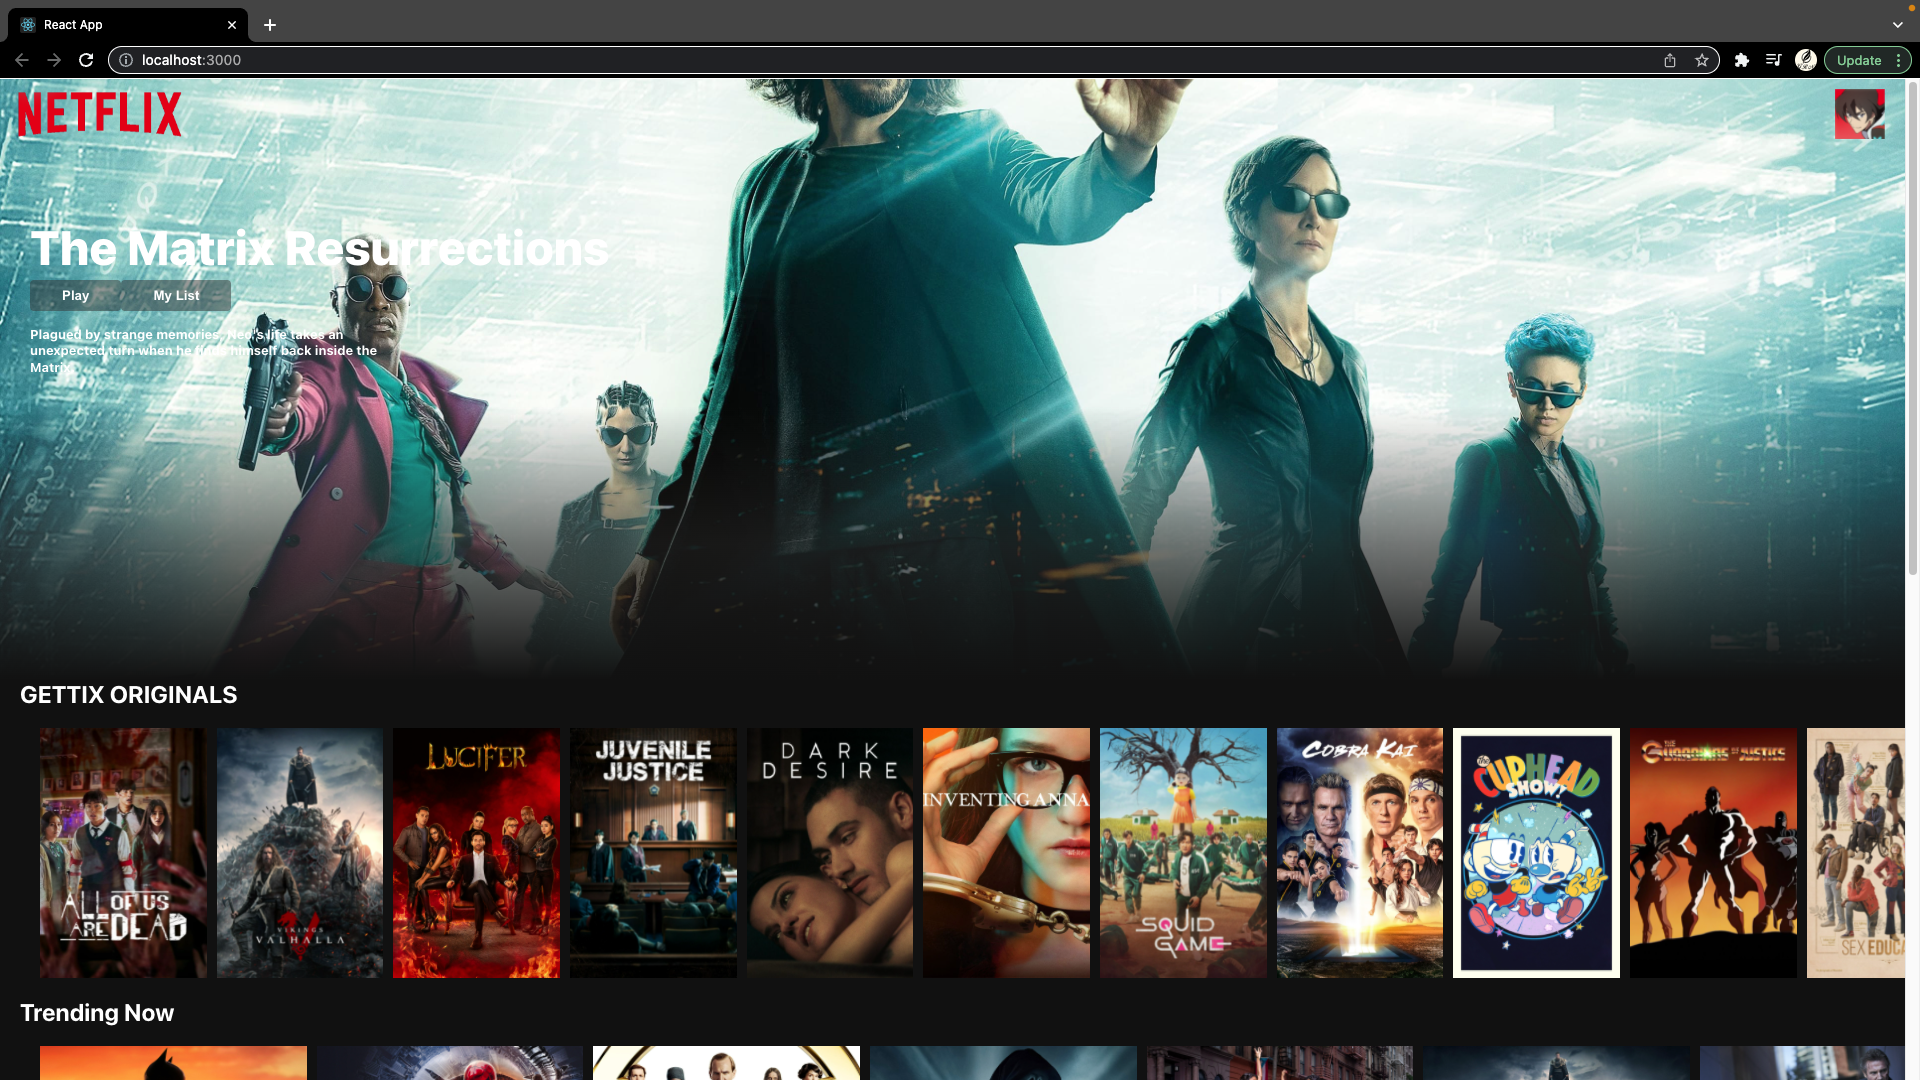 React App
localhost:3000
Update
NETFLIX
The Matrix Resurrections
Play
My List
Plagued by strange memories, Neo's life takes an
unexpected turn when he finds himself back inside the
Matrix.
GETTIX ORIGINALS
ALL OF US
ARE DEAD
VIKINGS
VALHALLA
LUCIFER
JUVENILE
JUSTICE
DARK
DESIRE
INVENTING ANNA
SQUID
GAME
COBRA KAI
The
CUPHEAD
SHOW!
THE
GUARDIANS OF JUSTICE
SEX EDUCA
Trending Now